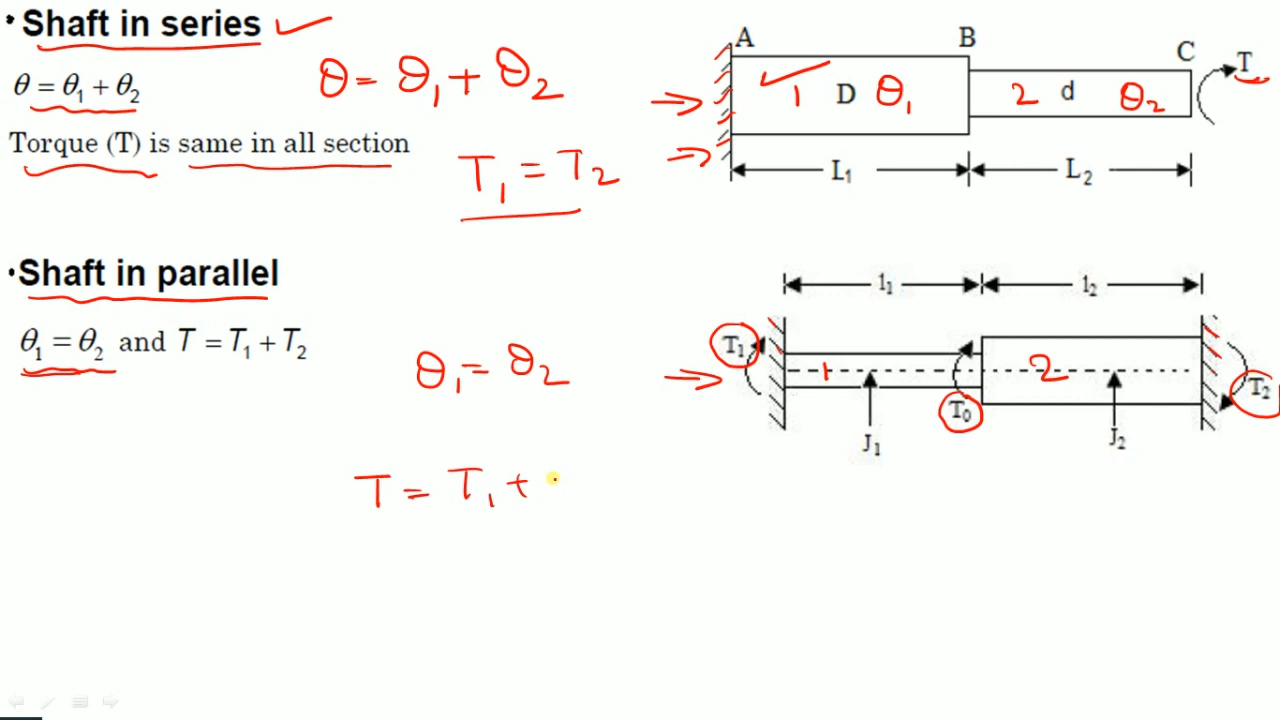 • Shaft in series ✓
θ = θ₁ + θ₂
θ = θ₁ + θ₂
Torque (T) is same in all section
T₁ = T₂
A B C T
✓ 1 D θ₁ 2 d θ₂
L₁ L₂
• Shaft in parallel
θ₁ = θ₂ and T = T₁ + T₂
θ₁ = θ₂
T = T₁ +
l₁ l₂
T₁ 1 2 T₂
T₀
J₁ J₂